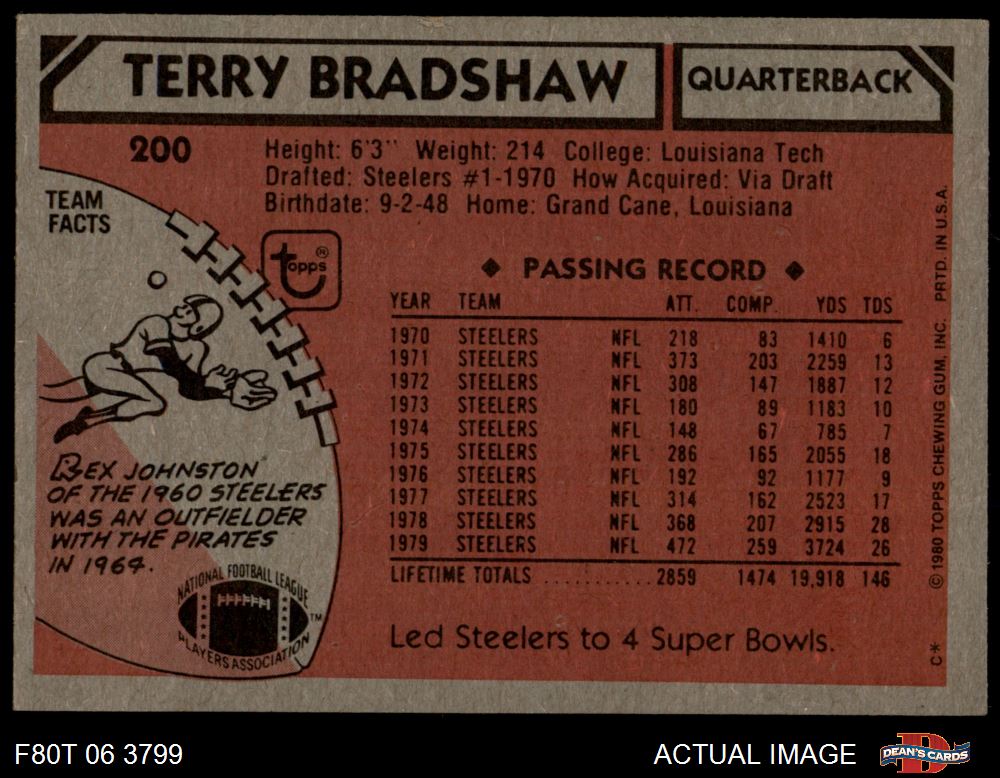 TERRY BRADSHAW
QUARTERBACK
200
Height: 6'3" Weight: 214 College: Louisiana Tech
Drafted: Steelers #1-1970 How Acquired: Via Draft
Birthdate: 9-2-48 Home: Grand Cane, Louisiana
TEAM
FACTS
topps®
◆ PASSING RECORD ◆
YEAR TEAM ATT. COMP. YDS TDS
1970 STEELERS NFL 218 83 1410 6
1971 STEELERS NFL 373 203 2259 13
1972 STEELERS NFL 308 147 1887 12
1973 STEELERS NFL 180 89 1183 10
1974 STEELERS NFL 148 67 785 7
1975 STEELERS NFL 286 165 2055 18
1976 STEELERS NFL 192 92 1177 9
1977 STEELERS NFL 314 162 2523 17
1978 STEELERS NFL 368 207 2915 28
1979 STEELERS NFL 472 259 3724 26
LIFETIME TOTALS ............ 2859 1474 19,918 146
Led Steelers to 4 Super Bowls.
REX JOHNSTON
OF THE 1960 STEELERS
WAS AN OUTFIELDER
WITH THE PIRATES
IN 1964.
NATIONAL FOOTBALL LEAGUE
PLAYERS ASSOCIATION
TM
C* © 1980 TOPPS CHEWING GUM, INC. PRTD. IN U.S.A.
F80T 06 3799
ACTUAL IMAGE
D
DEAN'S CARDS